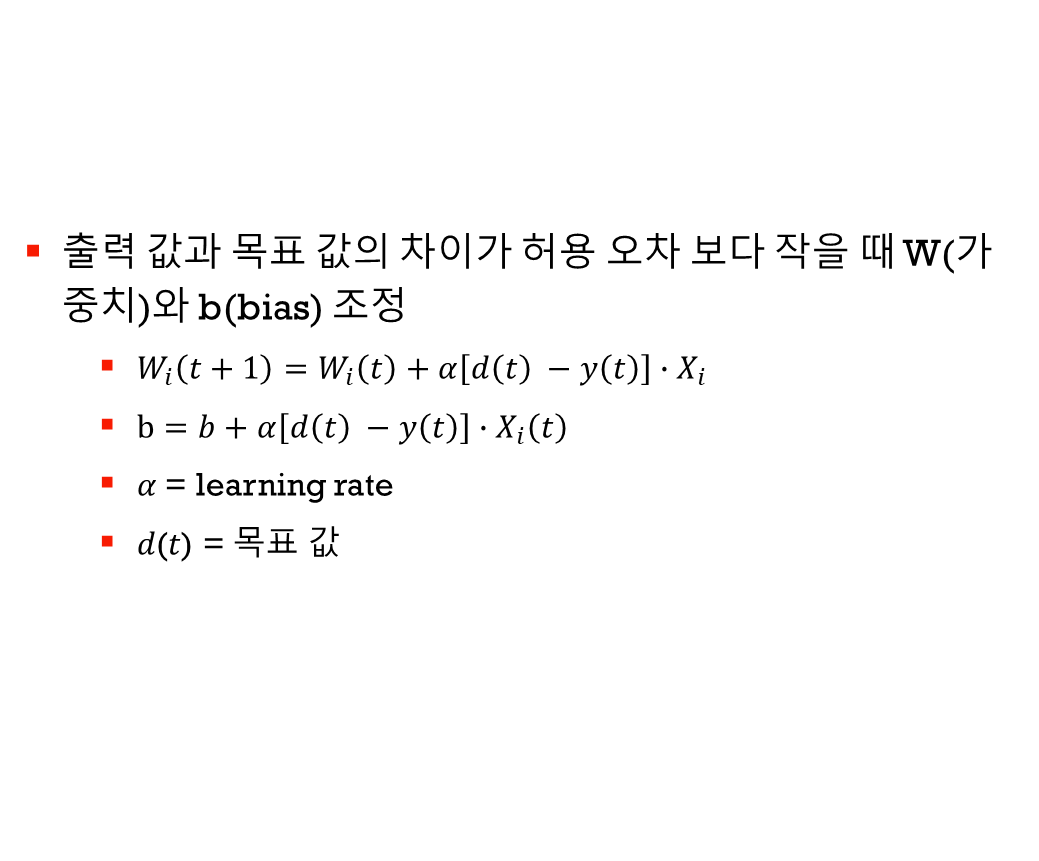 ▪ 출력 값과 목표 값의 차이가 허용 오차 보다 작을 때 W(가
중치)와 b(bias) 조정
▪ 𝑊ᵢ(𝑡 + 1) = 𝑊ᵢ(𝑡) + 𝛼[𝑑(𝑡) − 𝑦(𝑡)] · 𝑋ᵢ
▪ b = 𝑏 + 𝛼[𝑑(𝑡) − 𝑦(𝑡)] · 𝑋ᵢ(𝑡)
▪ 𝛼 = learning rate
▪ 𝑑(𝑡) = 목표 값